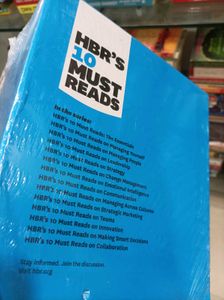 HBR'S
10
MUST
READS
In the series:
HBR's 10 Must Reads: The Essentials
HBR's 10 Must Reads on Managing Yourself
HBR's 10 Must Reads on Managing People
HBR's 10 Must Reads on Leadership
HBR's 10 Must Reads on Strategy
HBR's 10 Must Reads on Change Management
HBR's 10 Must Reads on Emotional Intelligence
HBR's 10 Must Reads on Communication
HBR's 10 Must Reads on Managing Across Cultures
HBR's 10 Must Reads on Strategic Marketing
HBR's 10 Must Reads on Teams
HBR's 10 Must Reads on Innovation
HBR's 10 Must Reads on Making Smart Decisions
HBR's 10 Must Reads on Collaboration
Stay informed. Join the discussion.
Visit hbr.org